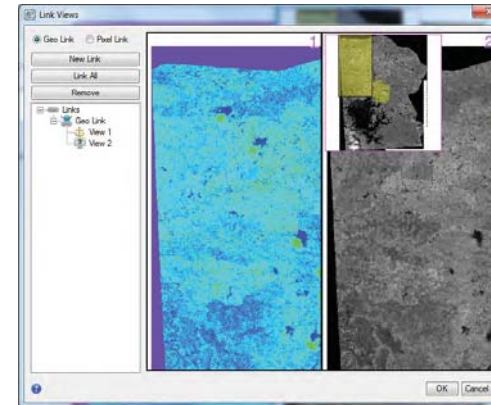 Link Views
Geo Link Pixel Link
New Link
Link All
Remove
Links
Geo Link
View 1
View 2
1
2
OK Cancel